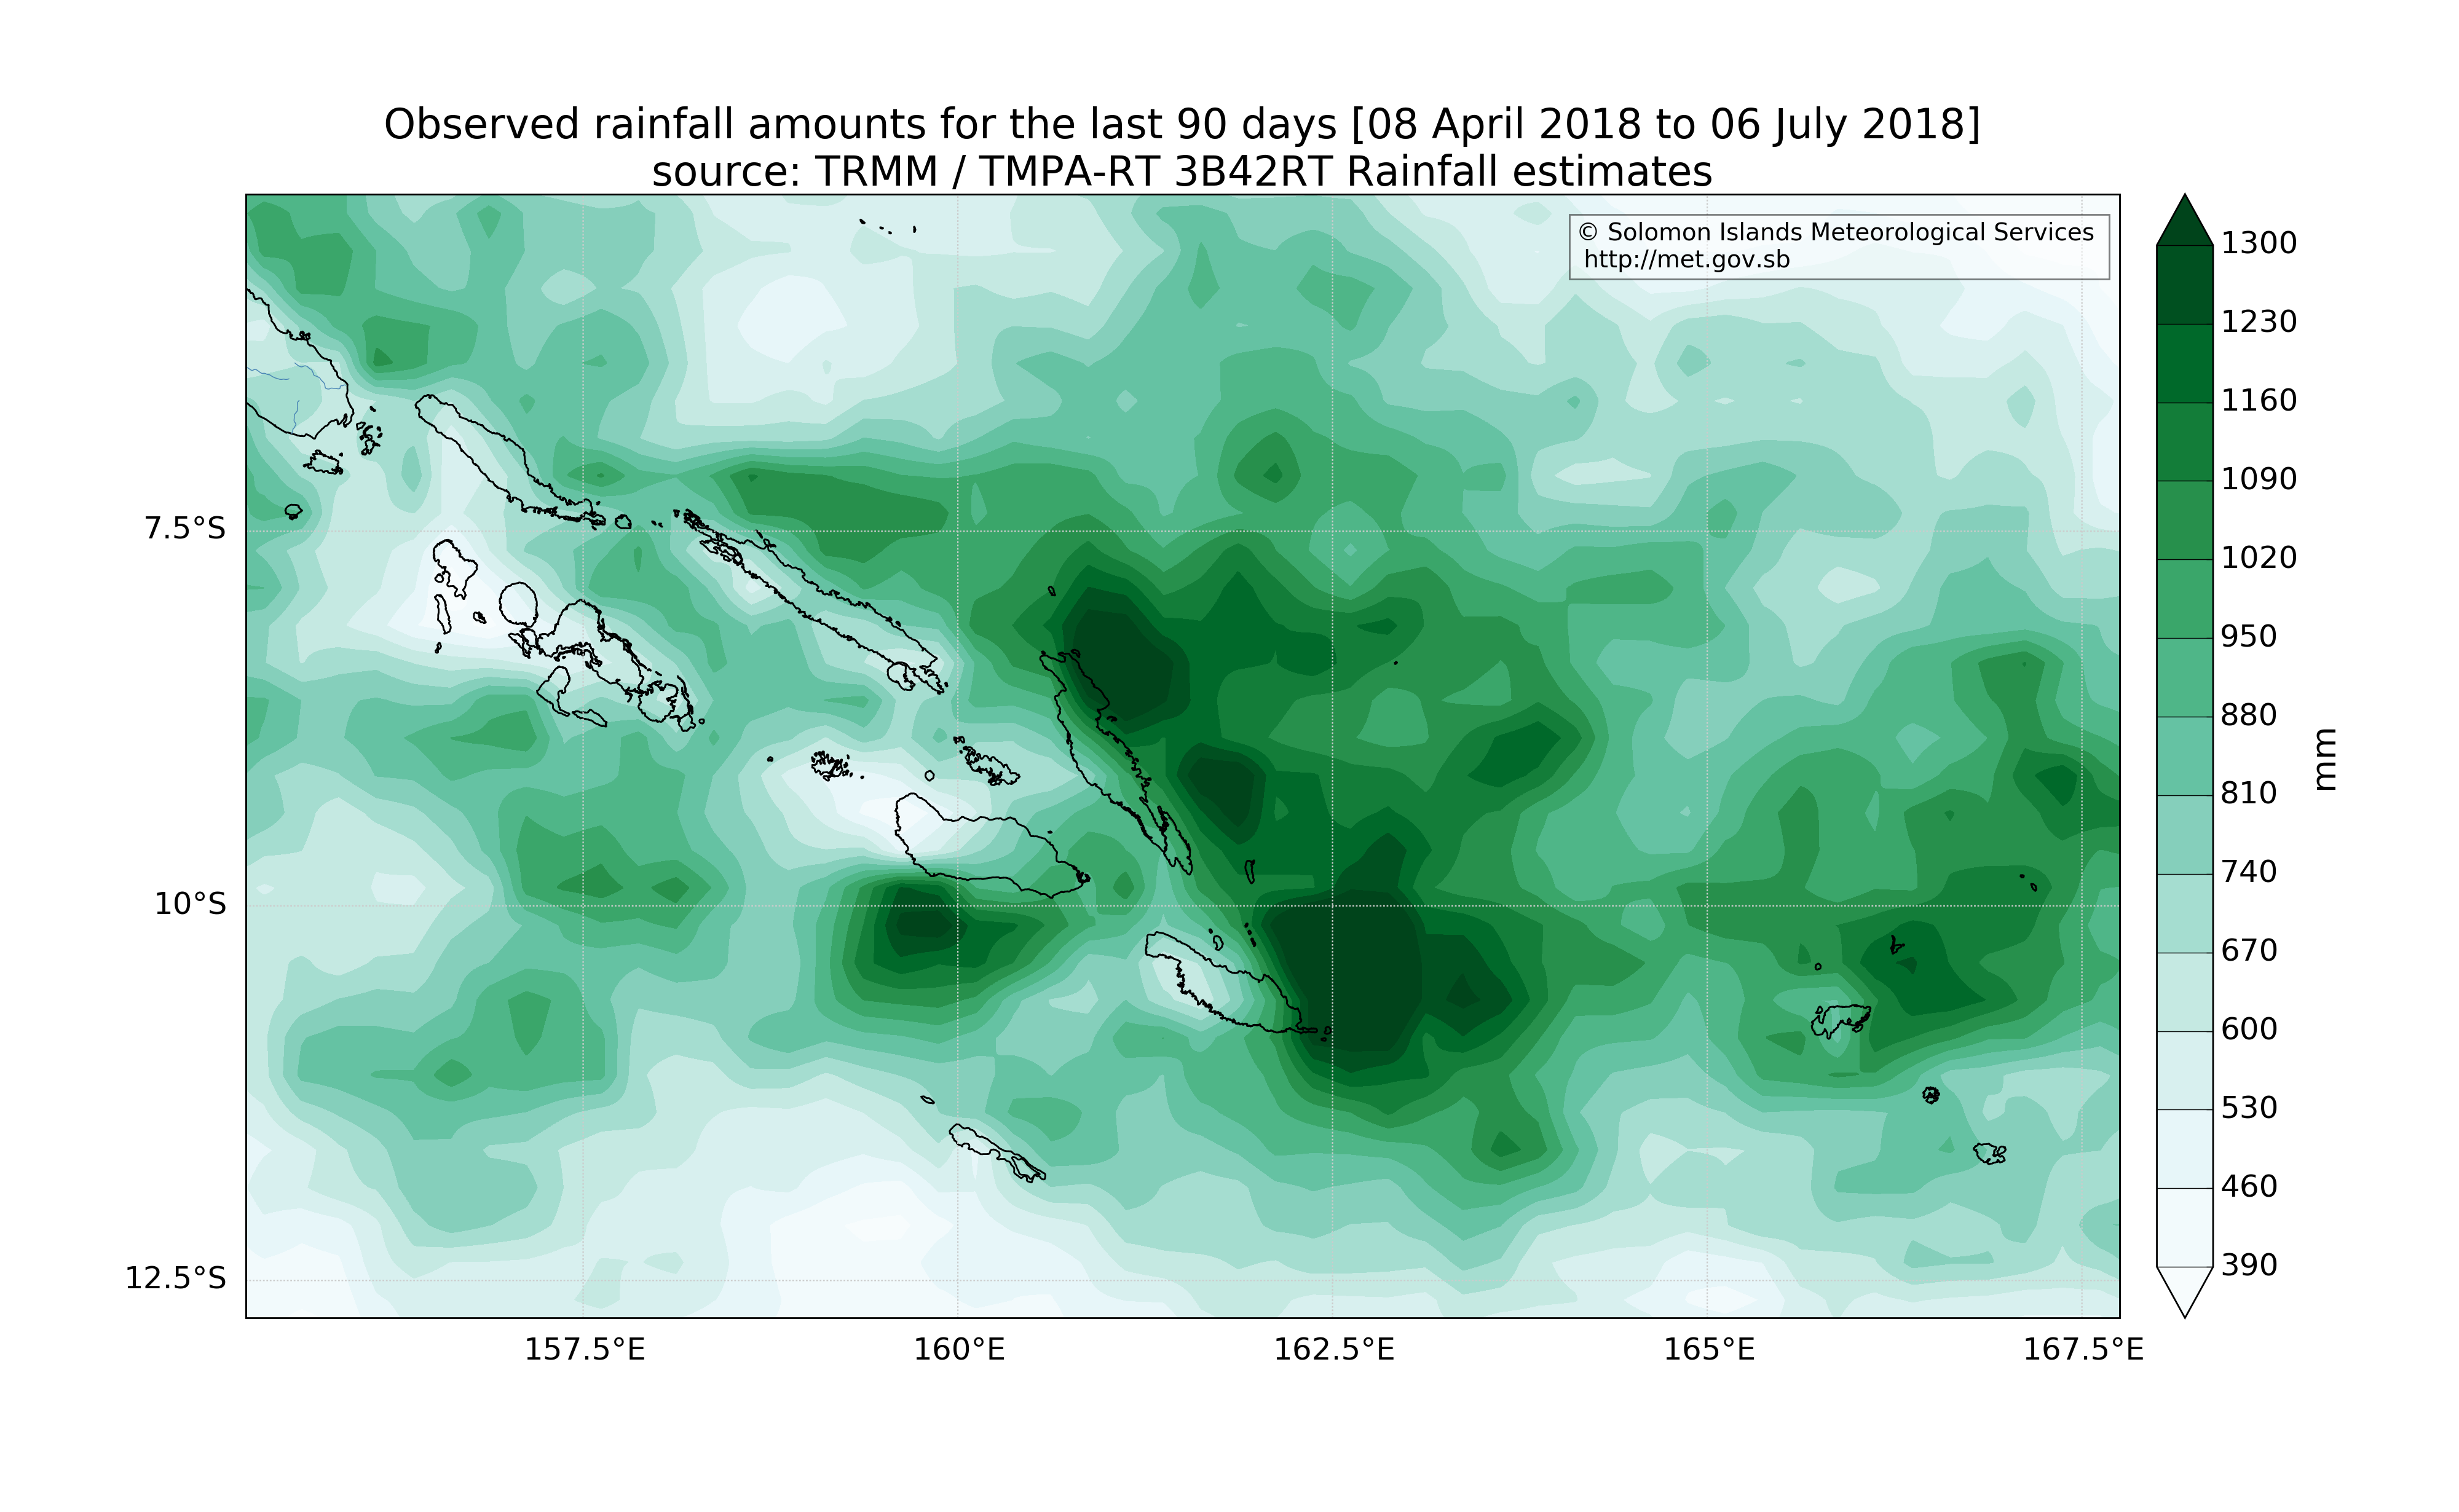 Observed rainfall amounts for the last 90 days [08 April 2018 to 06 July 2018]
source: TRMM / TMPA-RT 3B42RT Rainfall estimates
© Solomon Islands Meteorological Services
http://met.gov.sb
7.5°S
10°S
12.5°S
157.5°E
160°E
162.5°E
165°E
167.5°E
1300
1230
1160
1090
1020
950
880
810
740
670
600
530
460
390
mm